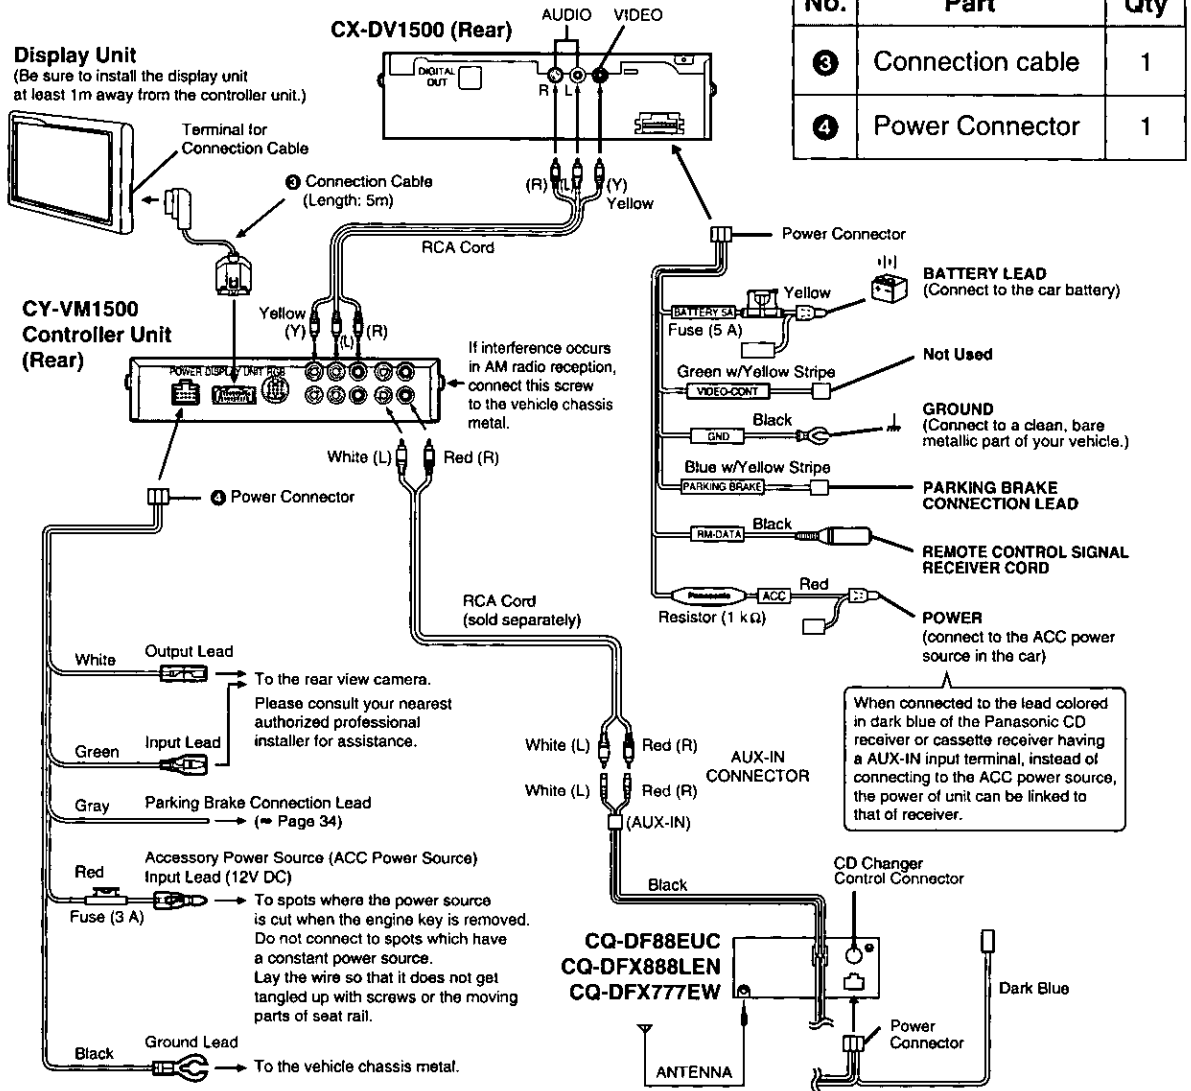 No. Part Qty
❸ Connection cable 1
❹ Power Connector 1
CX-DV1500 (Rear)
AUDIO VIDEO
DIGITAL
OUT
R L
Display Unit
(Be sure to install the display unit
at least 1m away from the controller unit.)
Terminal for
Connection Cable
❸ Connection Cable
(Length: 5m)
(R) (L) (Y)
Yellow
RCA Cord
CY-VM1500
Controller Unit
(Rear)
Yellow
(Y) (L) (R)
POWER DISPLAY UNIT RGB
If interference occurs
in AM radio reception,
connect this screw
to the vehicle chassis
metal.
White (L) Red (R)
❹ Power Connector
RCA Cord
(sold separately)
White
Output Lead
To the rear view camera.
Please consult your nearest
authorized professional
installer for assistance.
Green
Input Lead
Gray
Parking Brake Connection Lead
(➡ Page 34)
Accessory Power Source (ACC Power Source)
Red
Input Lead (12V DC)
Fuse (3 A)
To spots where the power source
is cut when the engine key is removed.
Do not connect to spots which have
a constant power source.
Lay the wire so that it does not get
tangled up with screws or the moving
parts of seat rail.
Black
Ground Lead
To the vehicle chassis metal.
Power Connector
BATTERY 5A
Yellow
Fuse (5 A)
BATTERY LEAD
(Connect to the car battery)
Green w/Yellow Stripe
VIDEO-CONT
Not Used
Black
GND
GROUND
(Connect to a clean, bare
metallic part of your vehicle.)
Blue w/Yellow Stripe
PARKING BRAKE
PARKING BRAKE
CONNECTION LEAD
Black
RM-DATA
REMOTE CONTROL SIGNAL
RECEIVER CORD
Panasonic
ACC
Red
Resistor (1 kΩ)
POWER
(connect to the ACC power
source in the car)
When connected to the lead colored
in dark blue of the Panasonic CD
receiver or cassette receiver having
a AUX-IN input terminal, instead of
connecting to the ACC power source,
the power of unit can be linked to
that of receiver.
White (L) Red (R)
AUX-IN
CONNECTOR
White (L) Red (R)
(AUX-IN)
Black
CD Changer
Control Connector
CQ-DF88EUC
CQ-DFX888LEN
CQ-DFX777EW
Dark Blue
Power
Connector
ANTENNA